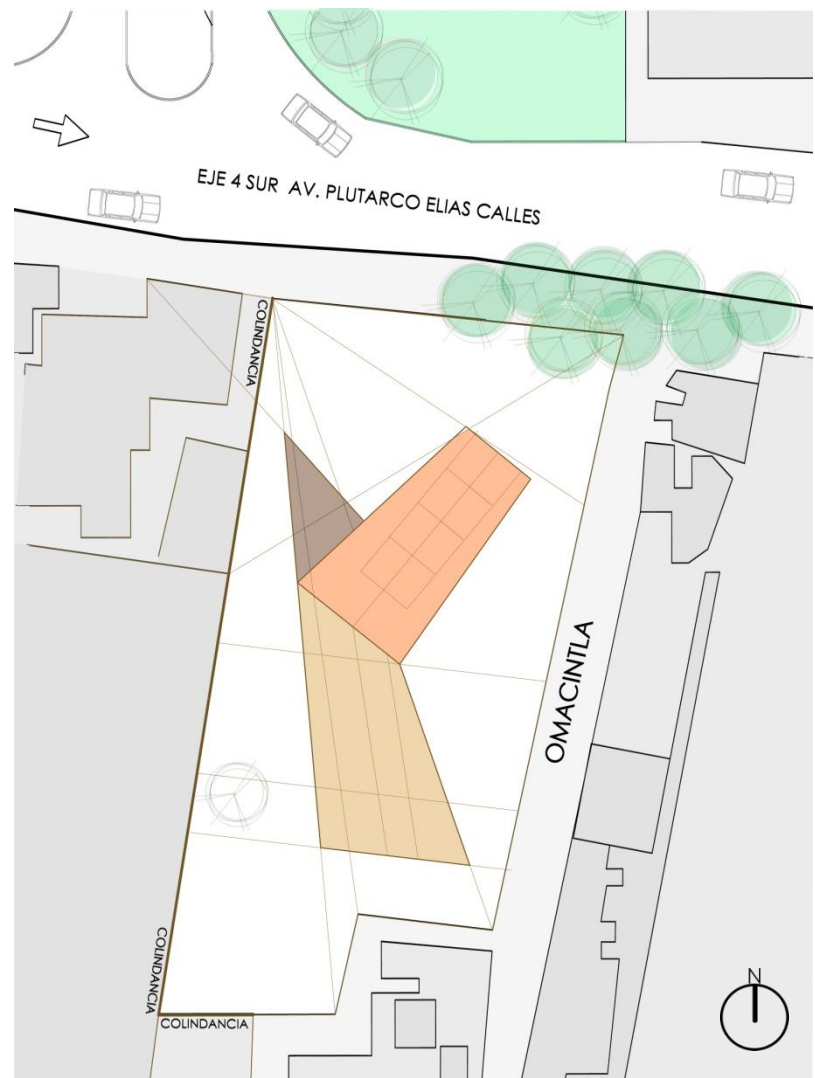 EJE 4 SUR AV. PLUTARCO ELIAS CALLES
COLINDANCIA
OMACINTLA
COLINDANCIA
COLINDANCIA
N